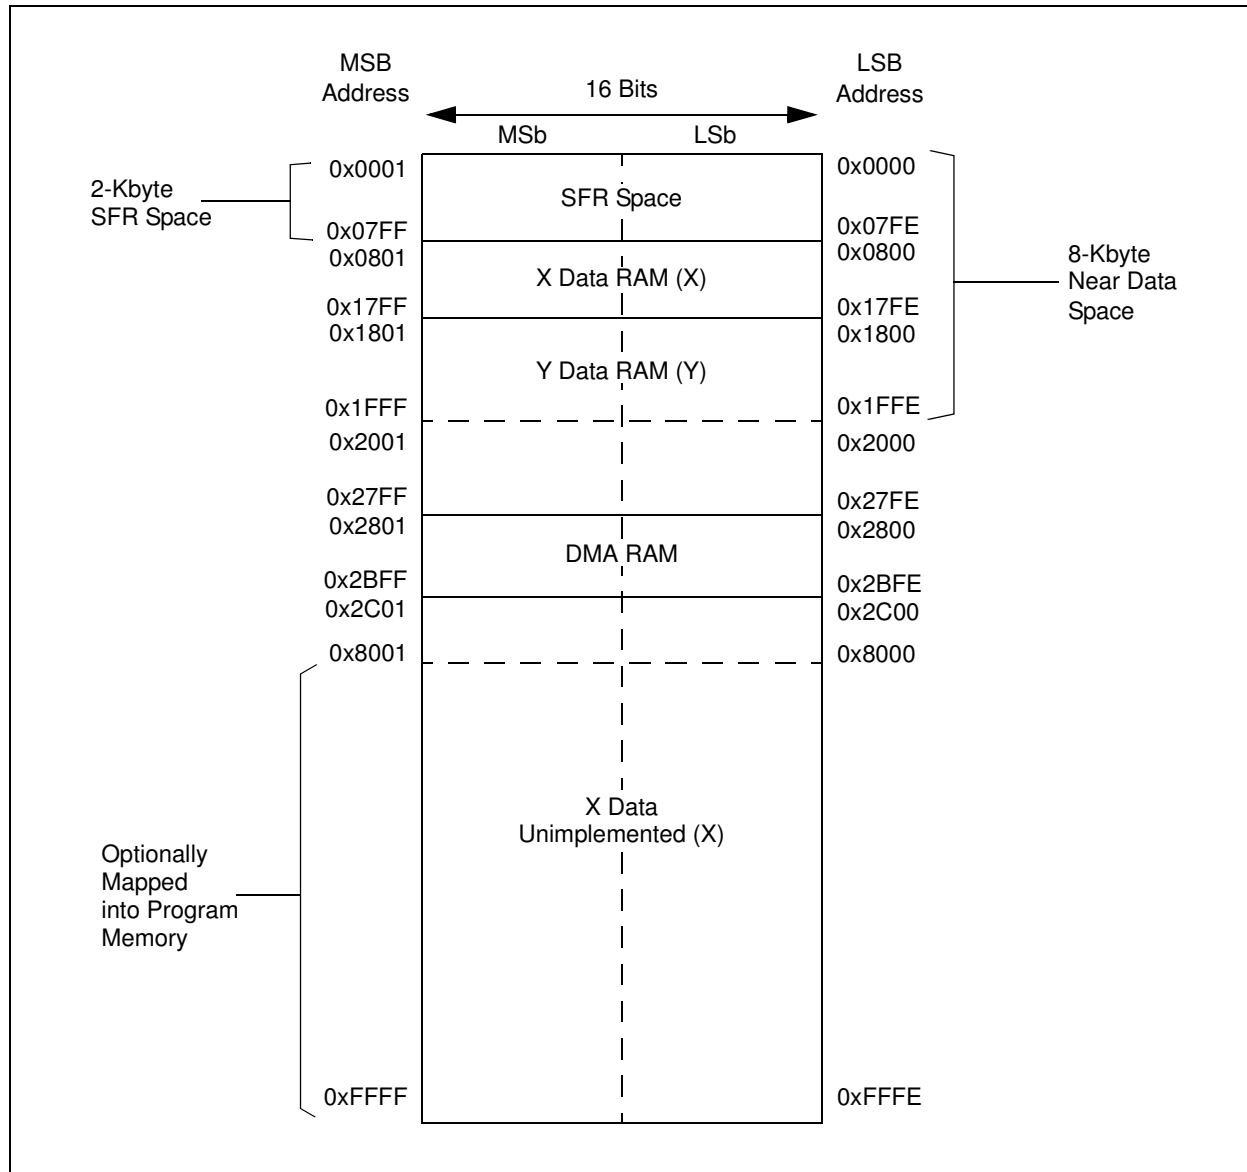 MSB
Address
LSB
Address
16 Bits
MSb
LSb
0x0001
0x0000
2-Kbyte
SFR Space
SFR Space
0x07FF
0x07FE
0x0801
0x0800
8-Kbyte
Near Data
Space
X Data RAM (X)
0x17FF
0x17FE
0x1801
0x1800
Y Data RAM (Y)
0x1FFF
0x1FFE
0x2001
0x2000
0x27FF
0x27FE
0x2801
0x2800
DMA RAM
0x2BFF
0x2BFE
0x2C01
0x2C00
0x8001
0x8000
X Data
Unimplemented (X)
Optionally
Mapped
into Program
Memory
0xFFFF
0xFFFE